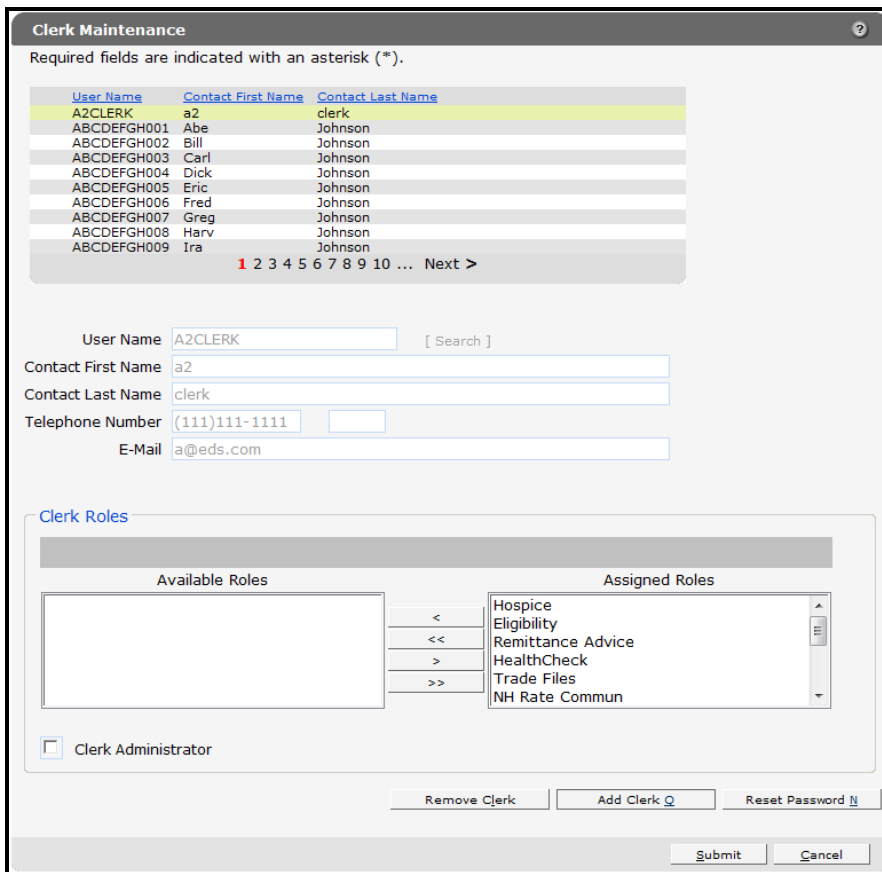 Clerk Maintenance ?
Required fields are indicated with an asterisk (*).
User Name Contact First Name Contact Last Name
A2CLERK a2 clerk
ABCDEFGH001 Abe Johnson
ABCDEFGH002 Bill Johnson
ABCDEFGH003 Carl Johnson
ABCDEFGH004 Dick Johnson
ABCDEFGH005 Eric Johnson
ABCDEFGH006 Fred Johnson
ABCDEFGH007 Greg Johnson
ABCDEFGH008 Harv Johnson
ABCDEFGH009 Ira Johnson
1 2 3 4 5 6 7 8 9 10 ... Next >
User Name A2CLERK [ Search ]
Contact First Name a2
Contact Last Name clerk
Telephone Number (111)111-1111
E-Mail a@eds.com
Clerk Roles
Available Roles Assigned Roles
Hospice
< Eligibility
<< Remittance Advice
> HealthCheck
>> Trade Files
NH Rate Commun
Clerk Administrator
Remove Clerk Add Clerk Q Reset Password N
Submit Cancel